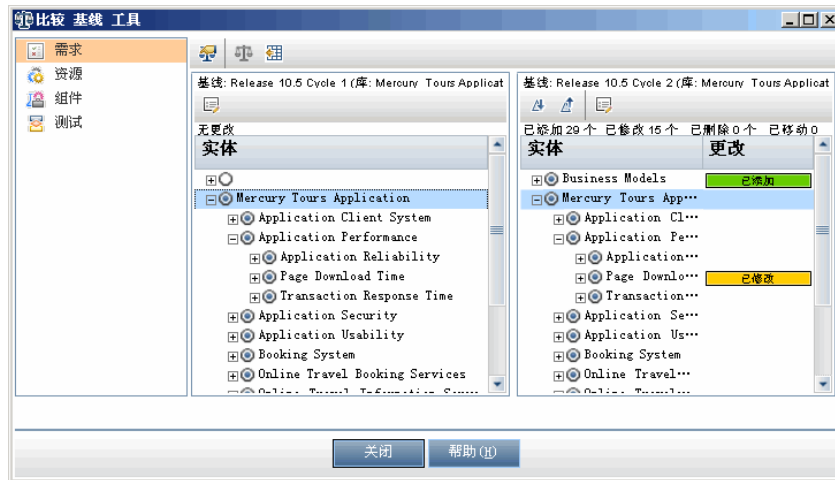 比较 基线 工具
需求
资源
组件
测试
基线: Release 10.5 Cycle 1 (库: Mercury Tours Applicat
无更改
实体
Mercury Tours Application
Application Client System
Application Performance
Application Reliability
Page Download Time
Transaction Response Time
Application Security
Application Usability
Booking System
Online Travel Booking Services
Online Travel Information
基线: Release 10.5 Cycle 2 (库: Mercury Tours Applicat
已添加 29 个 已修改 15 个 已删除 0 个 已移动 0
实体 更改
Business Models 已添加
Mercury Tours App...
Application Cl...
Application Pe...
Application...
Page Downlo... 已修改
Transaction...
Application Se...
Application Us...
Booking System
Online Travel...
Online Travel...
关闭
帮助(H)